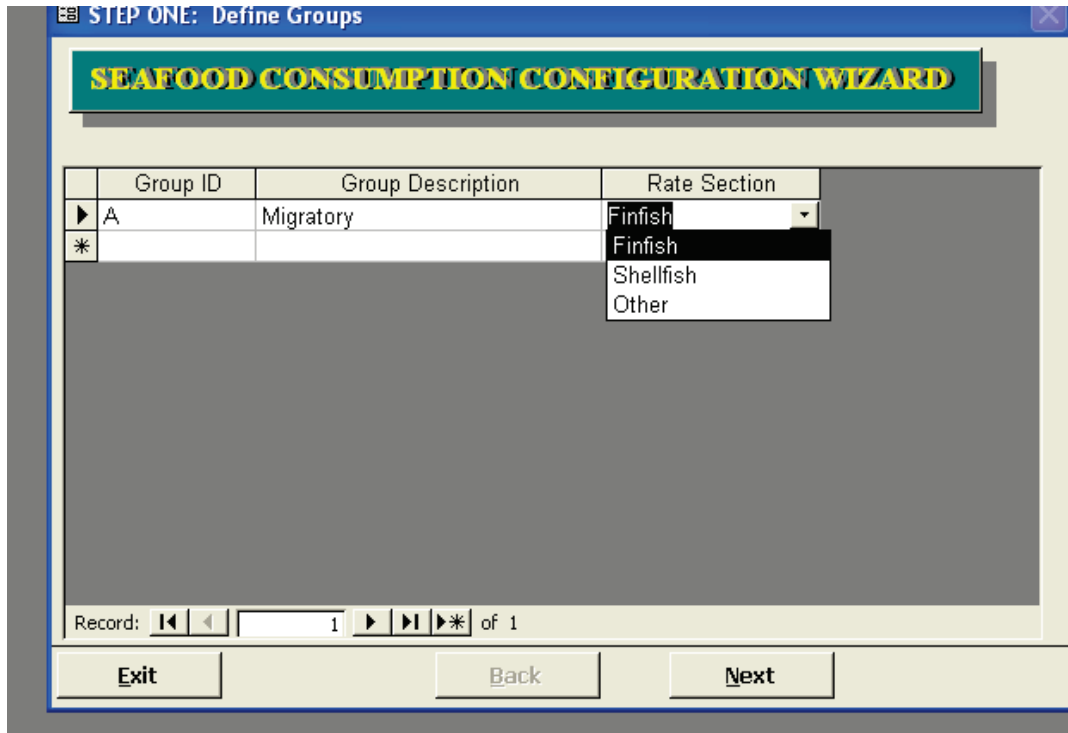 STEP ONE: Define Groups
SEAFOOD CONSUMPTION CONFIGURATION WIZARD
Group ID Group Description Rate Section
A Migratory Finfish
Finfish
Shellfish
Other
Record: 1 of 1
Exit Back Next